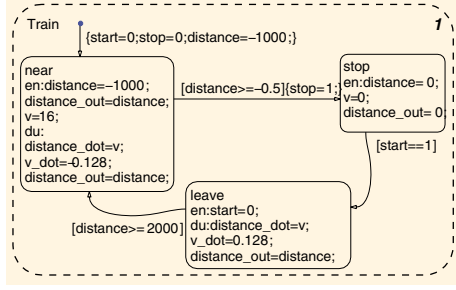 Train
1
{start=0;stop=0;distance=-1000;}
near
en:distance=-1000;
distance_out=distance;
v=16;
du:
distance_dot=v;
v_dot=-0.128;
distance_out=distance;
[distance>=-0.5]{stop=1;
stop
en:distance= 0;
v=0;
distance_out= 0;
[start==1]
leave
en:start=0;
du:distance_dot=v;
v_dot=0.128;
distance_out=distance;
[distance>= 2000]